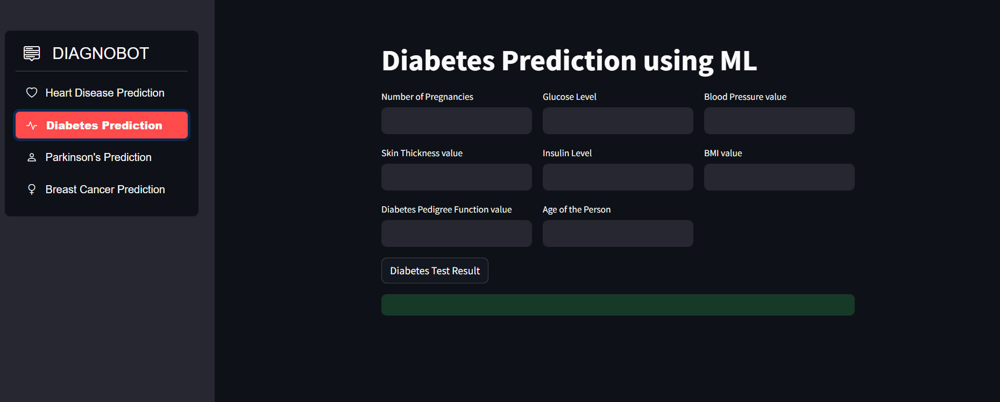 DIAGNOBOT
Heart Disease Prediction
Diabetes Prediction
Parkinson's Prediction
Breast Cancer Prediction
Diabetes Prediction using ML
Number of Pregnancies
Glucose Level
Blood Pressure value
Skin Thickness value
Insulin Level
BMI value
Diabetes Pedigree Function value
Age of the Person
Diabetes Test Result